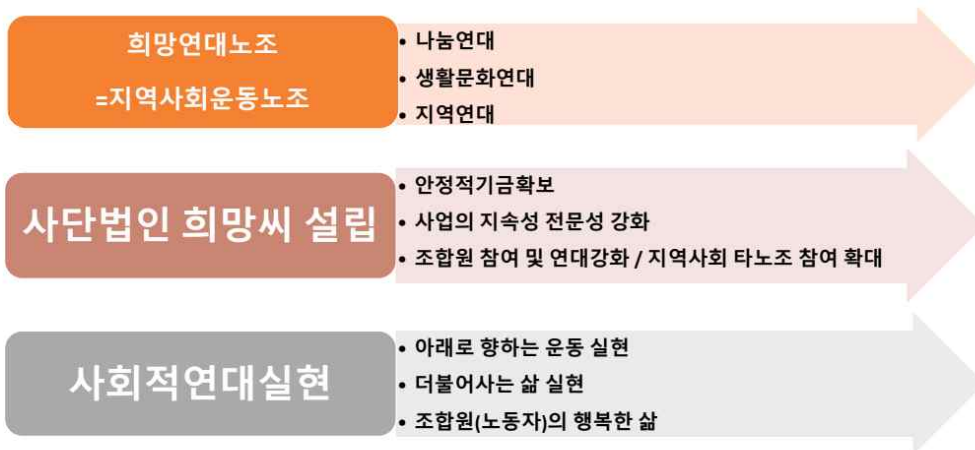 희망연대노조
=지역사회운동노조
• 나눔연대
• 생활문화연대
• 지역연대
사단법인 희망씨 설립
• 안정적기금확보
• 사업의 지속성 전문성 강화
• 조합원 참여 및 연대강화 / 지역사회 타노조 참여 확대
사회적연대실현
• 아래로 향하는 운동 실현
• 더불어사는 삶 실현
• 조합원(노동자)의 행복한 삶